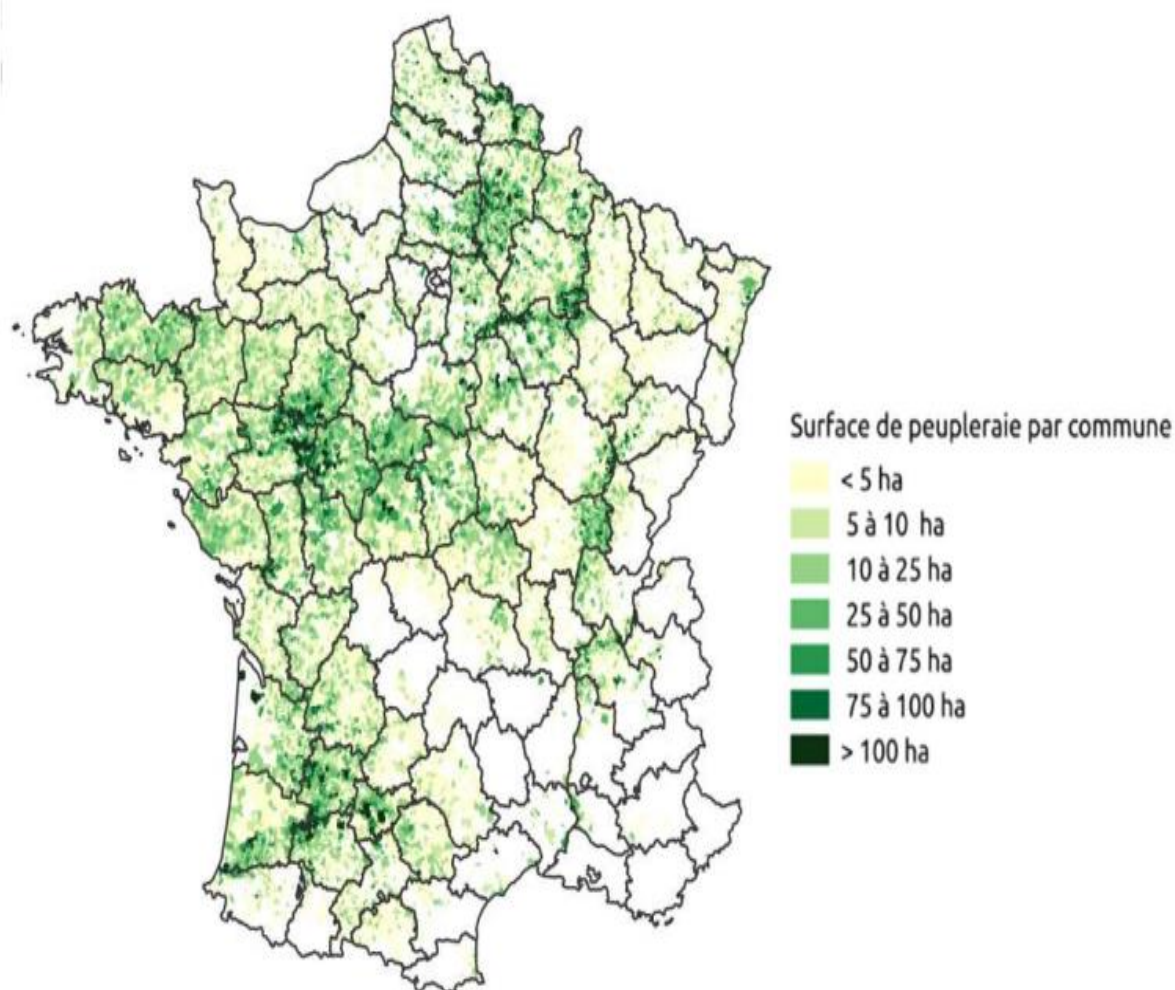 Surface de peupleraie par commune
< 5 ha
5 à 10 ha
10 à 25 ha
25 à 50 ha
50 à 75 ha
75 à 100 ha
> 100 ha